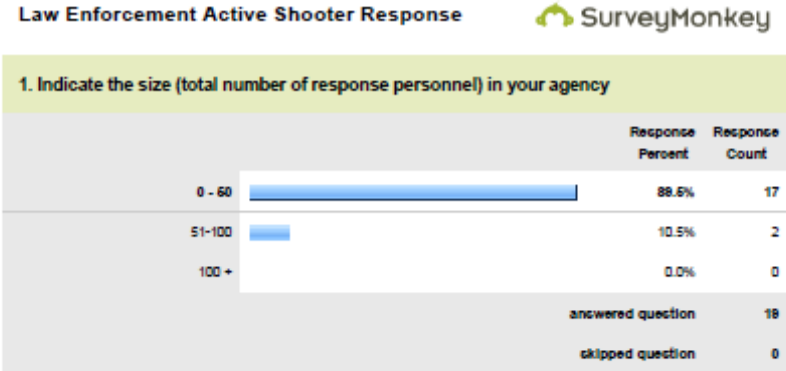 Law Enforcement Active Shooter Response SurveyMonkey
1. Indicate the size (total number of response personnel) in your agency
Response Response
Percent Count
0 - 50 89.5% 17
51-100 10.5% 2
100 + 0.0% 0
answered question 19
skipped question 0